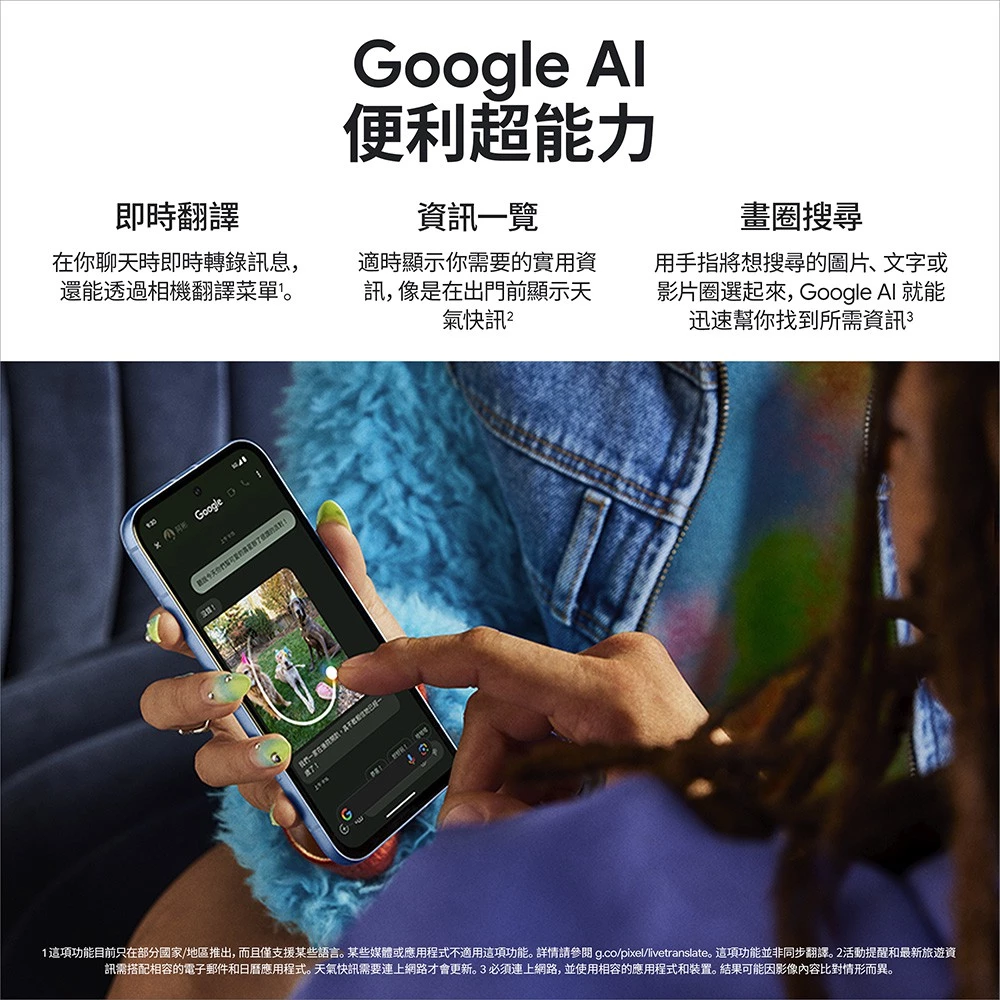 Google AI
便利超能力
即時翻譯
在你聊天時即時轉錄訊息，
還能透過相機翻譯菜單¹。
資訊一覽
適時顯示你需要的實用資
訊，像是在出門前顯示天
氣快訊²
畫圈搜尋
用手指將想搜尋的圖片、文字或
影片圈選起來，Google AI 就能
迅速幫你找到所需資訊³
9:30
Google
沒錯！
1 這項功能目前只在部分國家/地區推出，而且僅支援某些語言。某些媒體或應用程式不適用這項功能。詳情請參閱 g.co/pixel/livetranslate。這項功能並非同步翻譯。2活動提醒和最新旅遊資
訊需搭配相容的電子郵件和日曆應用程式。天氣快訊需要連上網路才會更新。3 必須連上網路，並使用相容的應用程式和裝置。結果可能因影像內容比對情形而異。